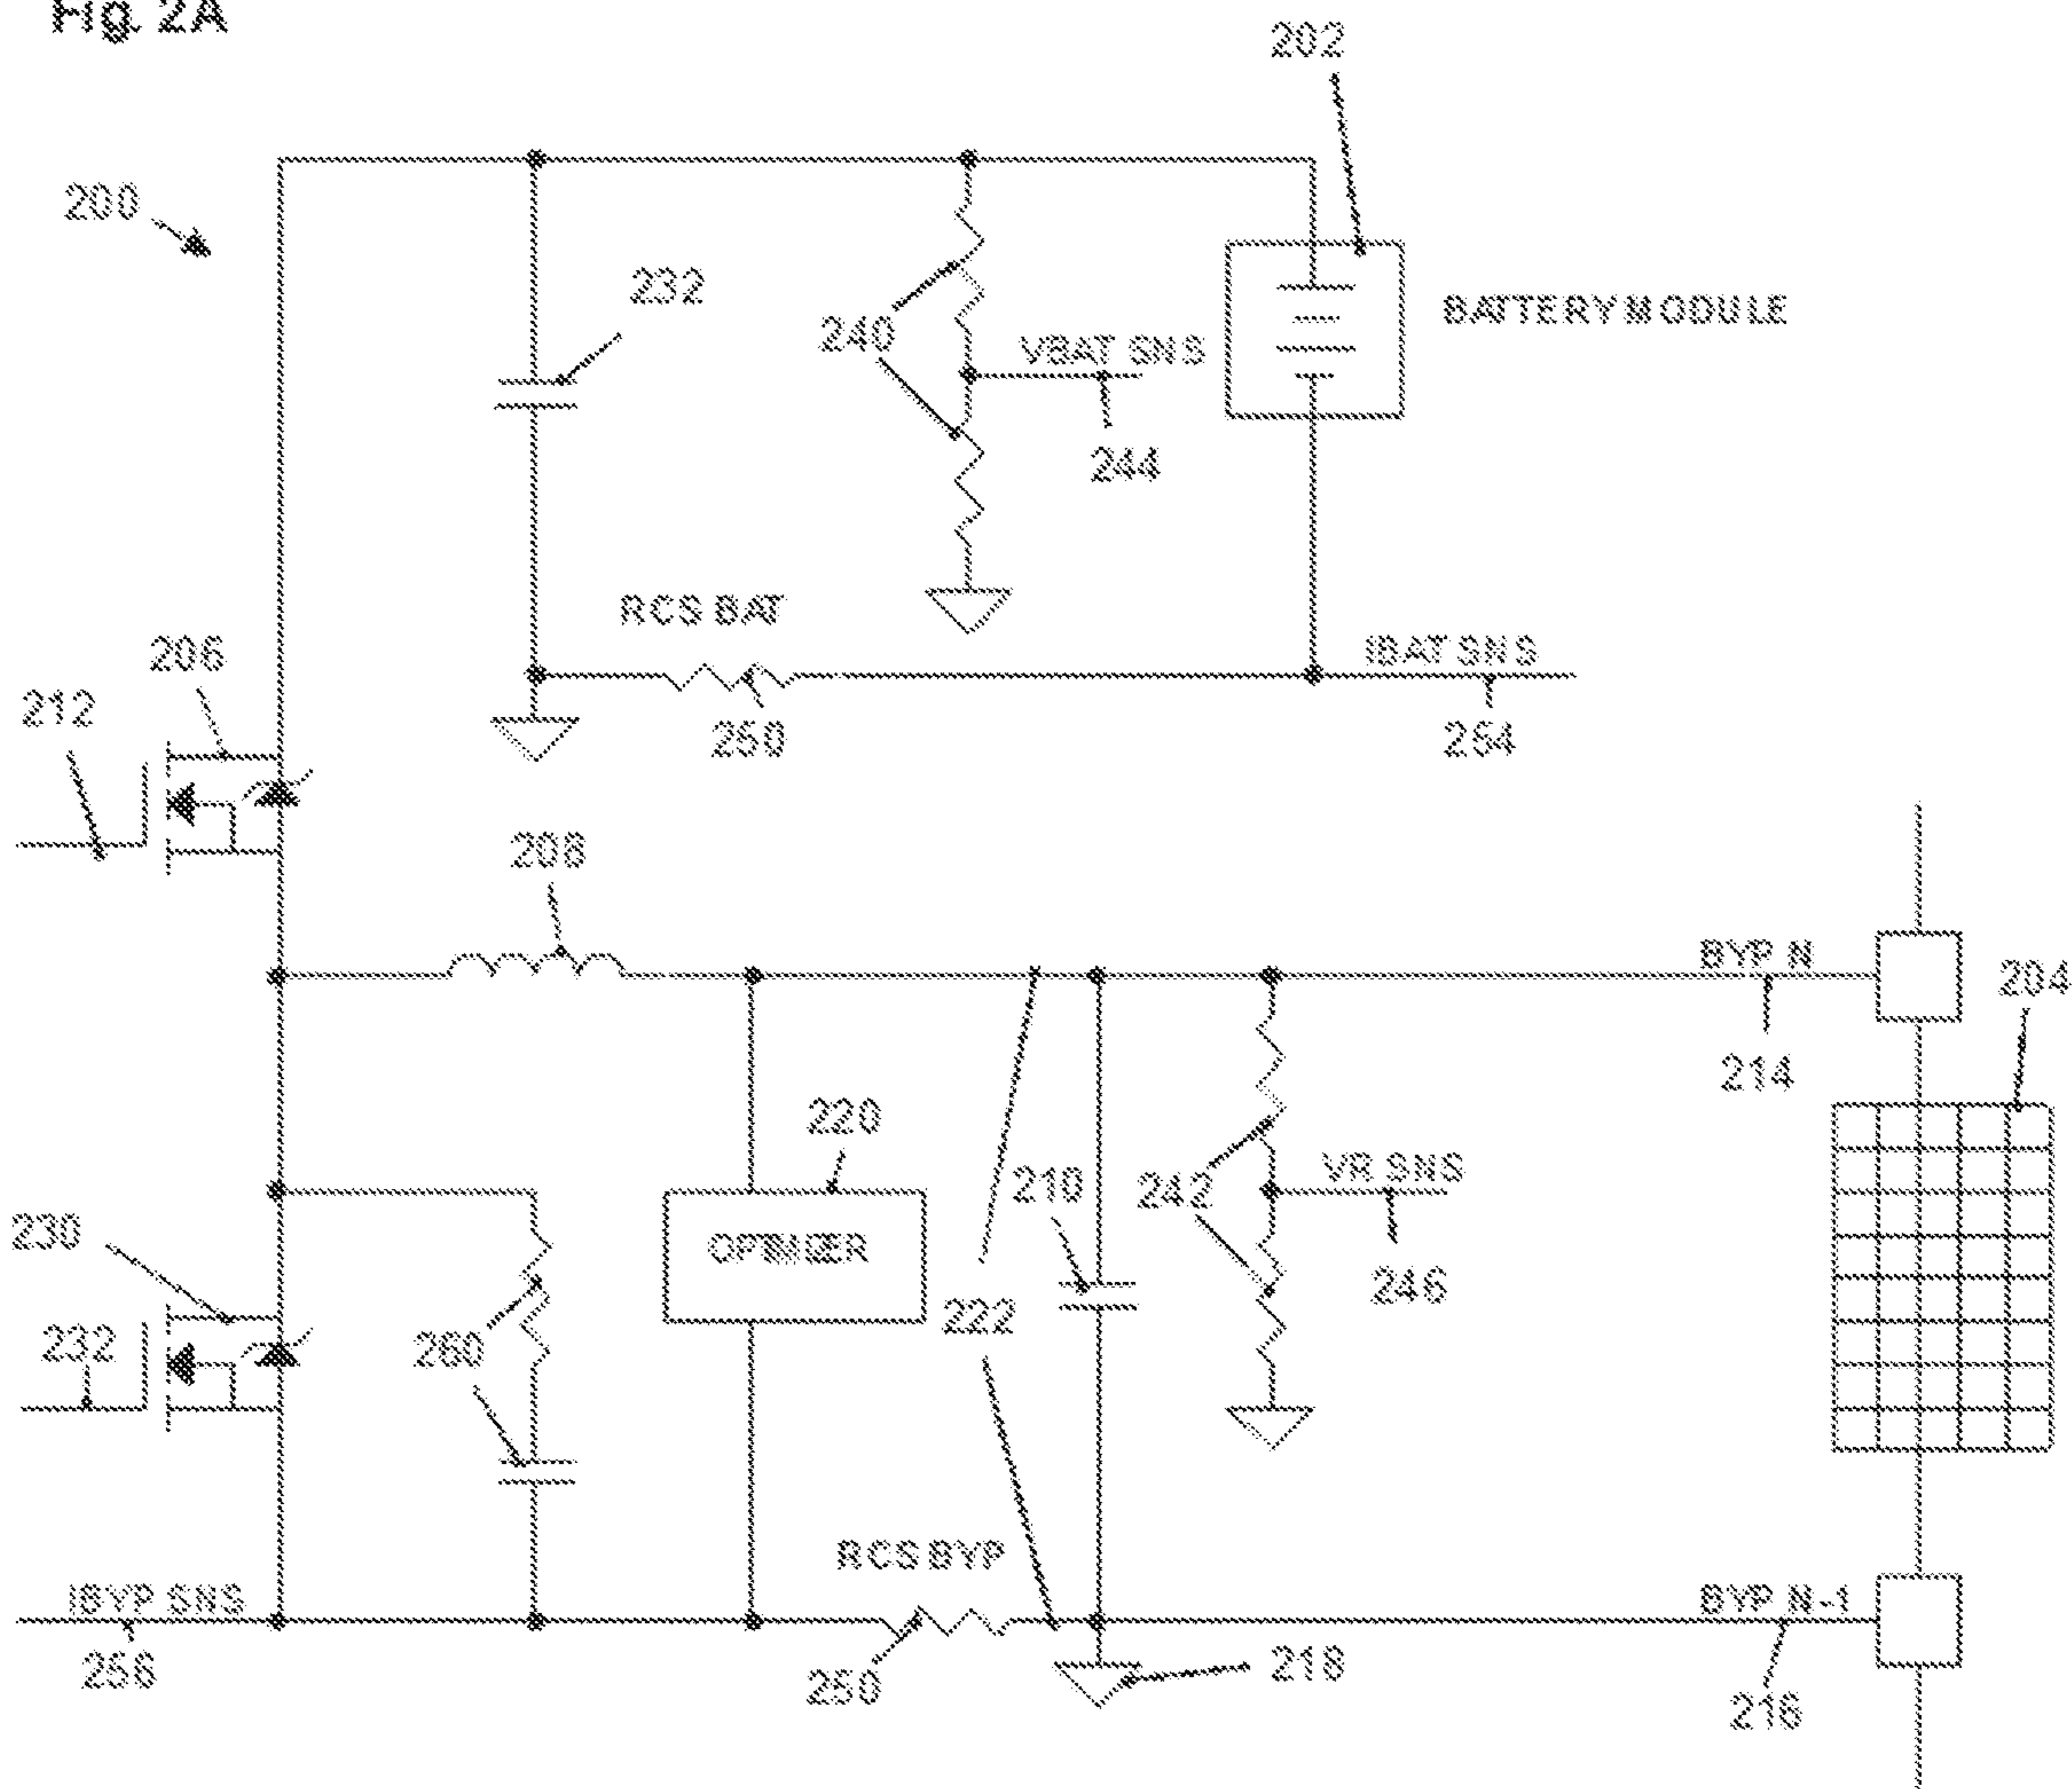 Fig. 2A
202
200
232
240
VBAT SNS
BATTERY MODULE
244
RCS BAT
206
IBAT SNS
212
250
254
208
BYP N
204
214
220
210
242
VR SNS
230
OPTIMIZER
246
222
232
260
RCS BYP
IBYP SNS
BYP N-1
256
250
218
216